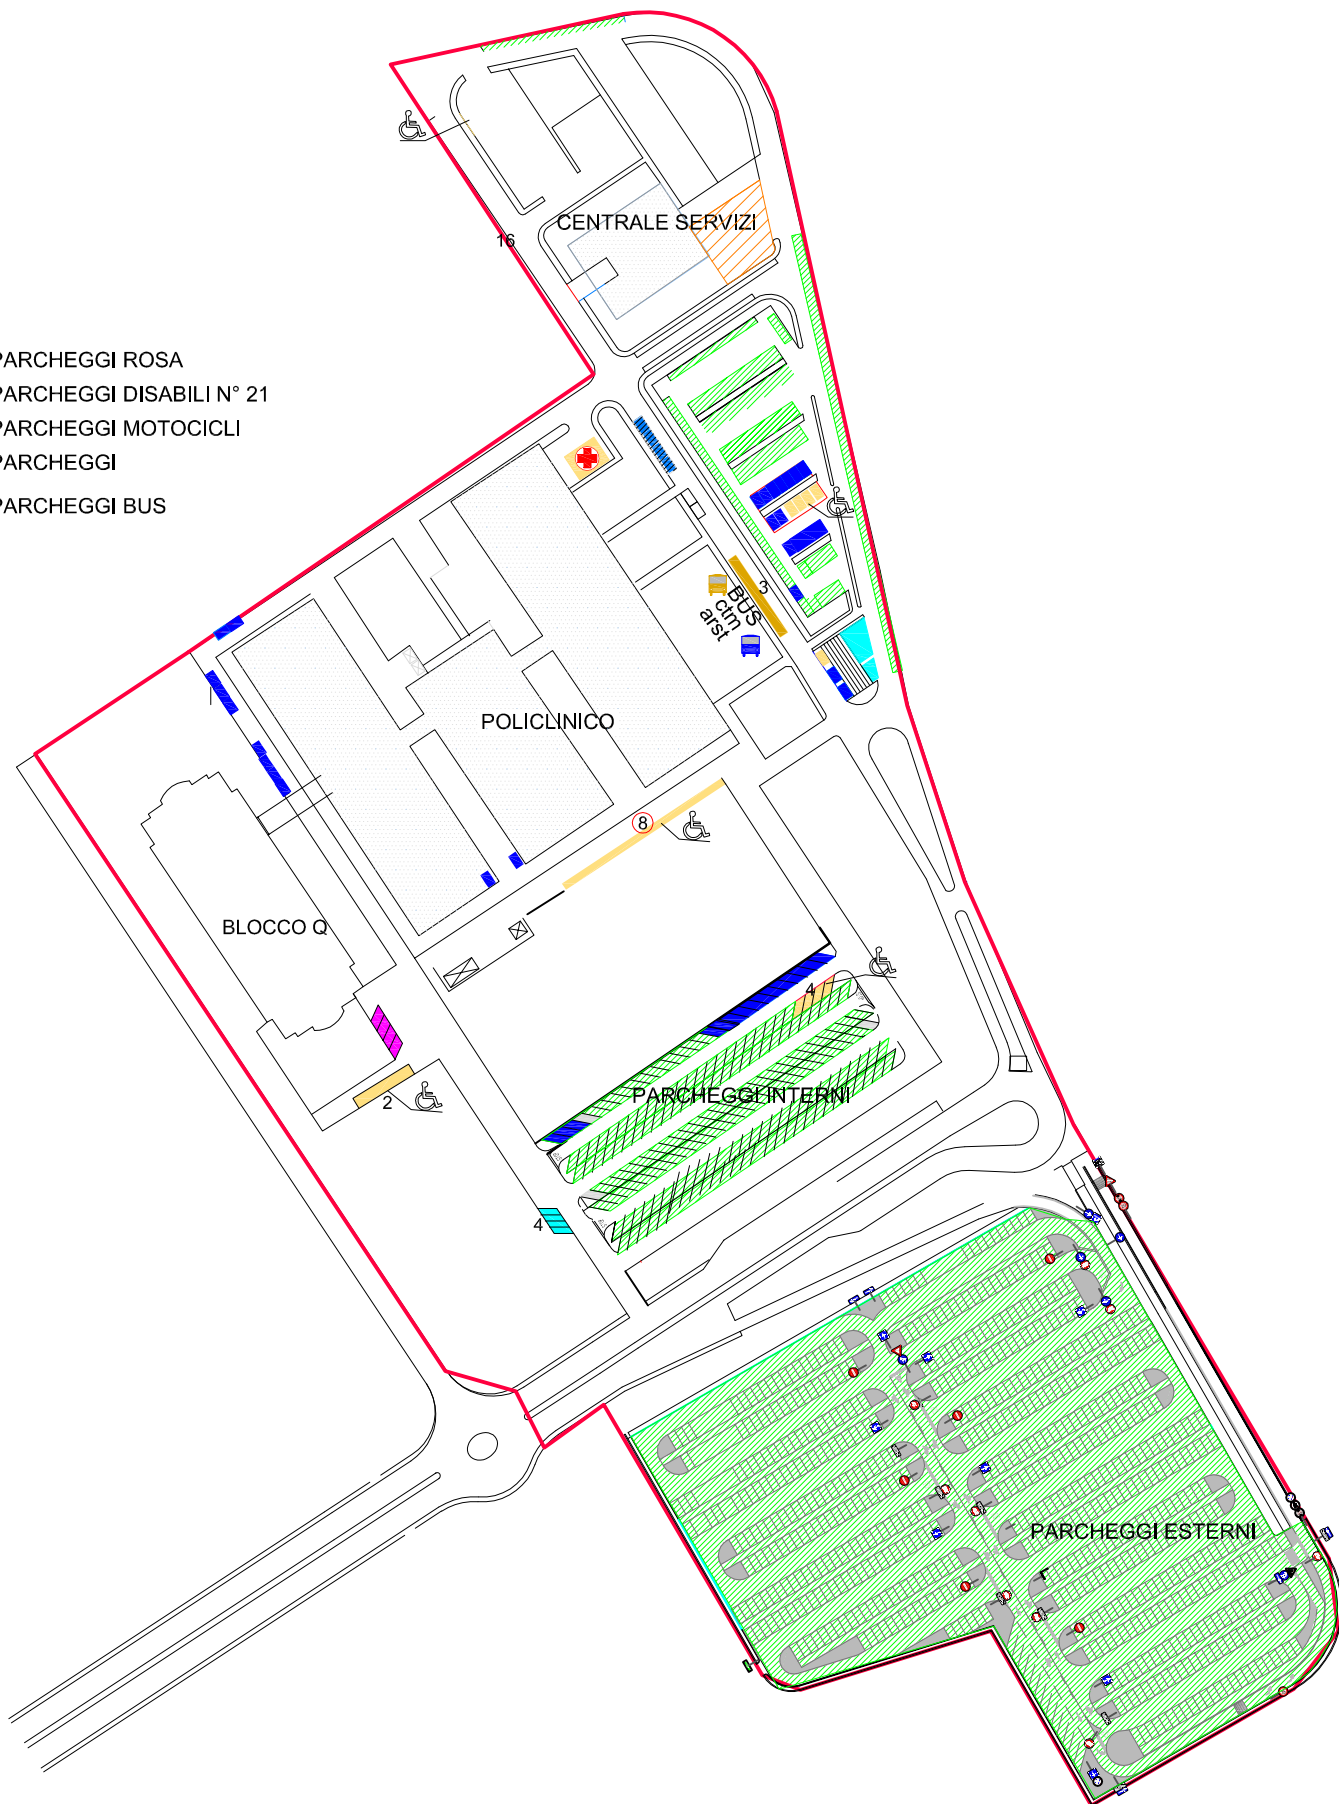 CENTRALE SERVIZI
16
PARCHEGGI ROSA
PARCHEGGI DISABILI N° 21
PARCHEGGI MOTOCICLI
PARCHEGGI
PARCHEGGI BUS
3
BUS
ctm
arst
POLICLINICO
8
BLOCCO Q
4
PARCHEGGI INTERNI
2
4
PARCHEGGI ESTERNI